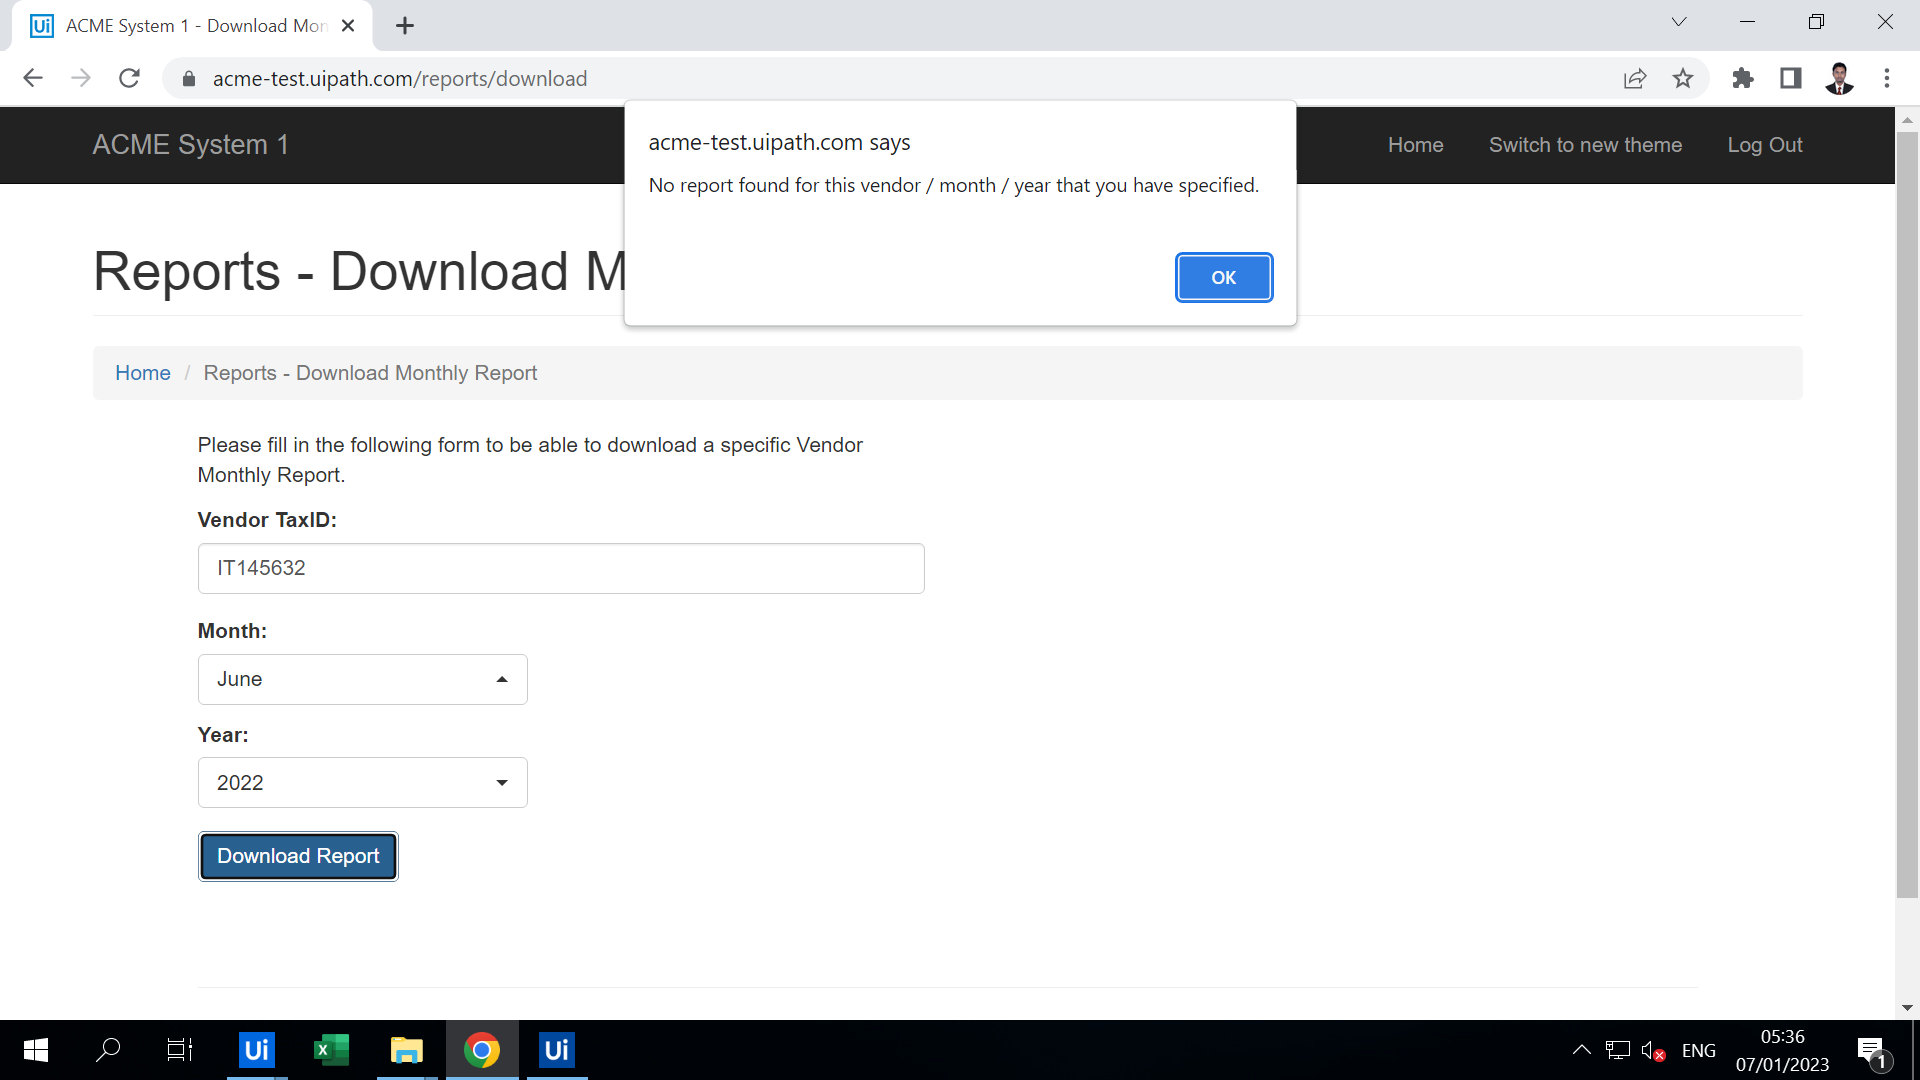 Ui ACME System 1 - Download Mon
acme-test.uipath.com/reports/download
acme-test.uipath.com says
No report found for this vendor / month / year that you have specified.
OK
ACME System 1
Home Switch to new theme Log Out
Reports - Download M
Home / Reports - Download Monthly Report
Please fill in the following form to be able to download a specific Vendor
Monthly Report.
Vendor TaxID:
IT145632
Month:
June
Year:
2022
Download Report
Ui X Ui ENG 05:36
07/01/2023
1